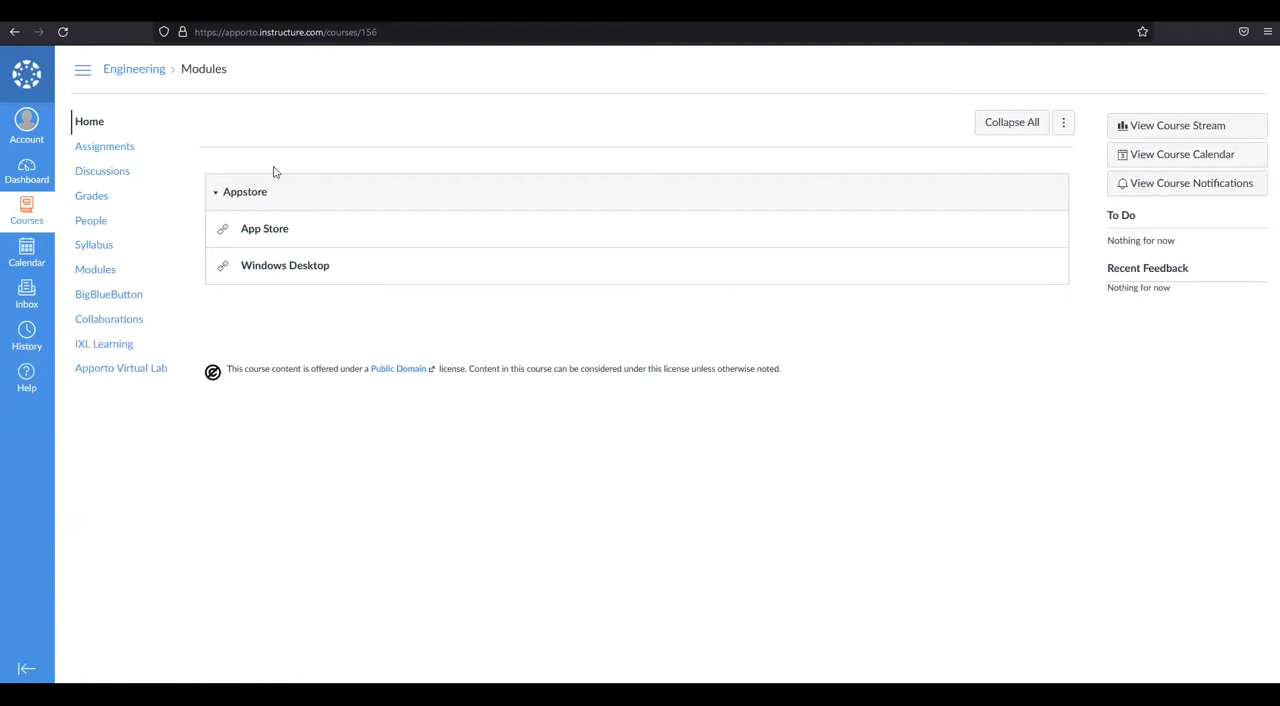 https://apporto.instructure.com/courses/156
Engineering › Modules
Account
Dashboard
Courses
Calendar
Inbox
History
Help
Home
Assignments
Discussions
Grades
People
Syllabus
Modules
BigBlueButton
Collaborations
IXL Learning
Apporto Virtual Lab
Collapse All
Appstore
App Store
Windows Desktop
This course content is offered under a Public Domain license. Content in this course can be considered under this license unless otherwise noted.
View Course Stream
View Course Calendar
View Course Notifications
To Do
Nothing for now
Recent Feedback
Nothing for now